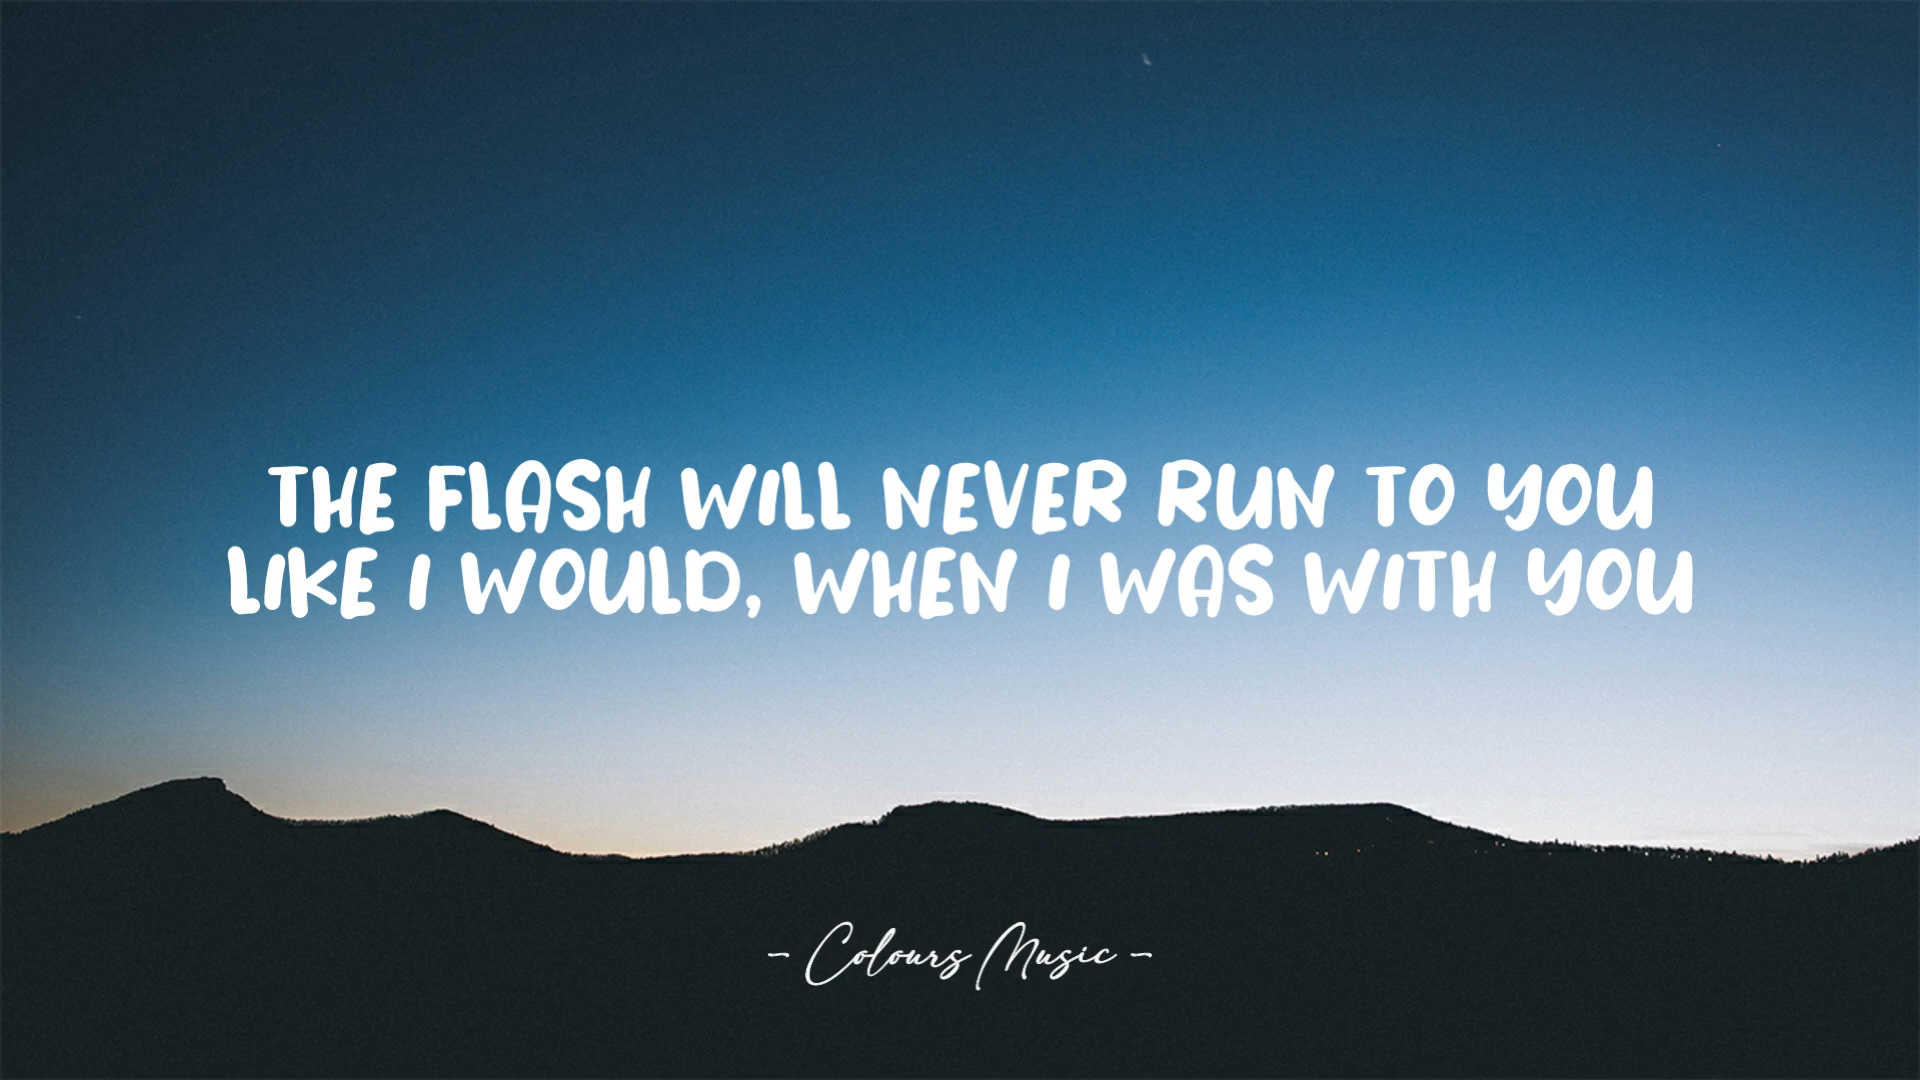 THE FLASH WILL NEVER RUN TO YOU
LIKE I WOULD, WHEN I WAS WITH YOU
- Colours Music -